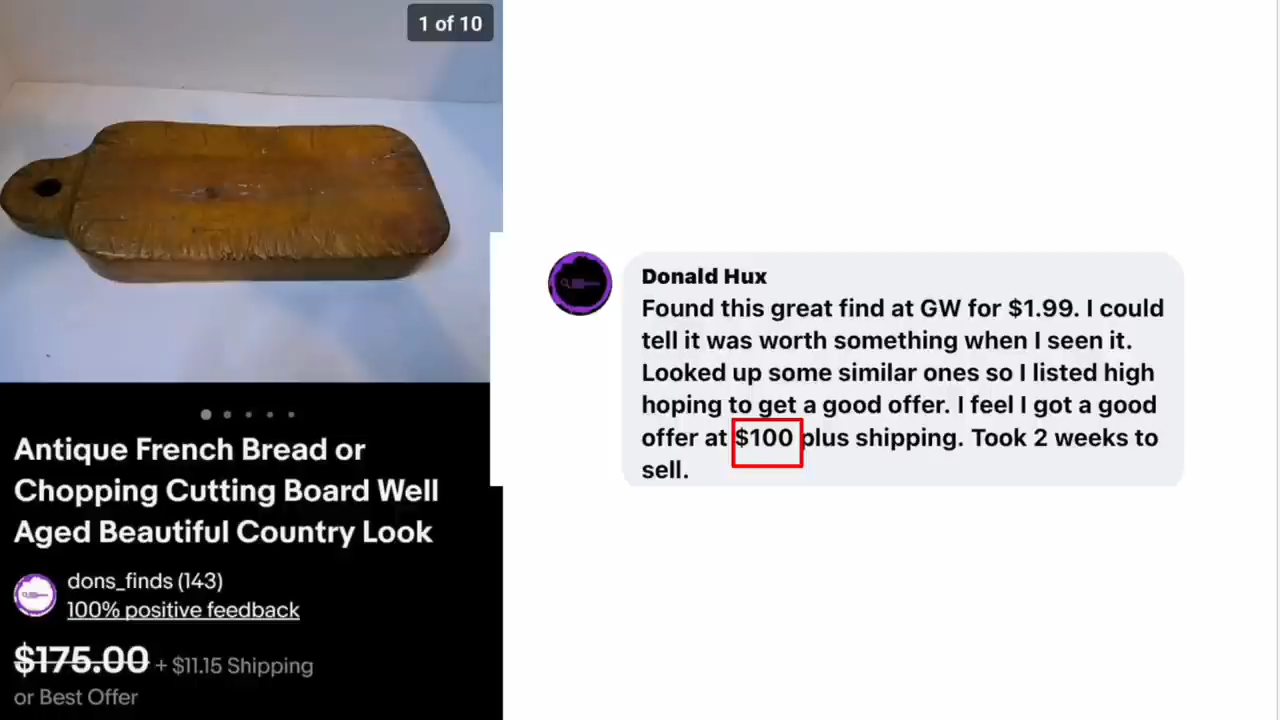 1 of 10
Antique French Bread or
Chopping Cutting Board Well
Aged Beautiful Country Look
dons_finds (143)
100% positive feedback
$175.00 + $11.15 Shipping
or Best Offer
Donald Hux
Found this great find at GW for $1.99. I could
tell it was worth something when I seen it.
Looked up some similar ones so I listed high
hoping to get a good offer. I feel I got a good
offer at $100 plus shipping. Took 2 weeks to
sell.